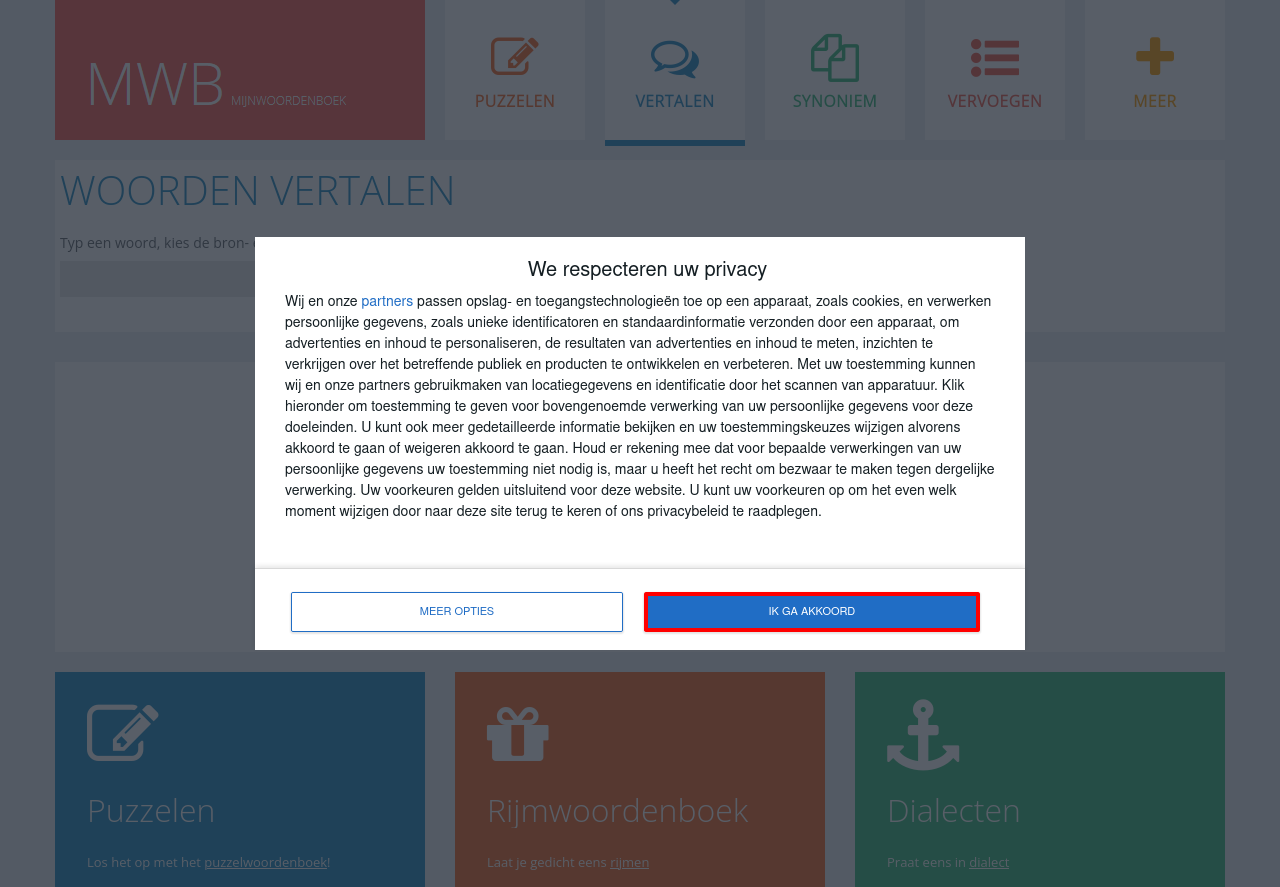 MWB MIJNWOORDENBOEK
PUZZELEN
VERTALEN
SYNONIEM
VERVOEGEN
MEER
WOORDEN VERTALEN
Typ een woord, kies de bron-
We respecteren uw privacy
Wij en onze partners passen opslag- en toegangstechnologieën toe op een apparaat, zoals cookies, en verwerken
persoonlijke gegevens, zoals unieke identificatoren en standaardinformatie verzonden door een apparaat, om
advertenties en inhoud te personaliseren, de resultaten van advertenties en inhoud te meten, inzichten te
verkrijgen over het betreffende publiek en producten te ontwikkelen en verbeteren. Met uw toestemming kunnen
wij en onze partners gebruikmaken van locatiegegevens en identificatie door het scannen van apparatuur. Klik
hieronder om toestemming te geven voor bovengenoemde verwerking van uw persoonlijke gegevens voor deze
doeleinden. U kunt ook meer gedetailleerde informatie bekijken en uw toestemmingskeuzes wijzigen alvorens
akkoord te gaan of weigeren akkoord te gaan. Houd er rekening mee dat voor bepaalde verwerkingen van uw
persoonlijke gegevens uw toestemming niet nodig is, maar u heeft het recht om bezwaar te maken tegen dergelijke
verwerking. Uw voorkeuren gelden uitsluitend voor deze website. U kunt uw voorkeuren op om het even welk
moment wijzigen door naar deze site terug te keren of ons privacybeleid te raadplegen.
MEER OPTIES
IK GA AKKOORD
Puzzelen
Los het op met het puzzelwoordenboek!
Rijmwoordenboek
Laat je gedicht eens rijmen
Dialecten
Praat eens in dialect